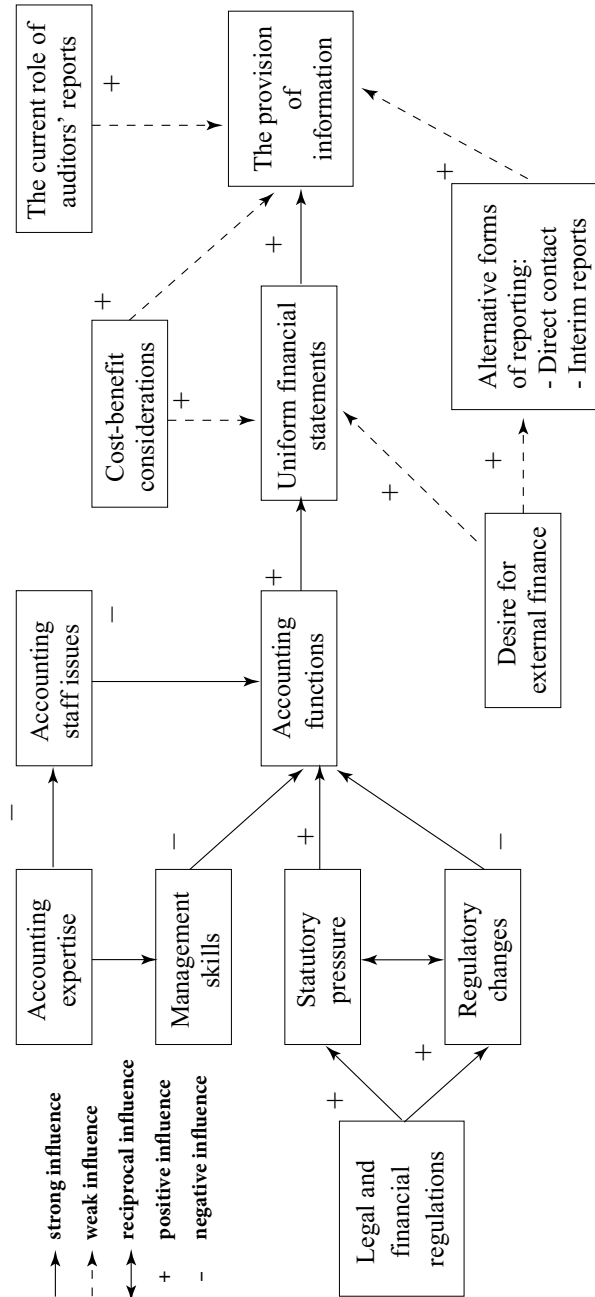 strong influence
weak influence
reciprocal influence
+ positive influence
– negative influence
Accounting
expertise
–
Accounting
staff issues
–
The current role of
auditors' reports
+
Management
skills
–
Cost-benefit
considerations
+
+
Statutory
pressure
+
Accounting
functions
+
Uniform financial
statements
+
The provision
of
information
Legal and
financial
regulations
+
+
Regulatory
changes
–
Desire for
external finance
+
+
Alternative forms
of reporting:
- Direct contact
- Interim reports
+